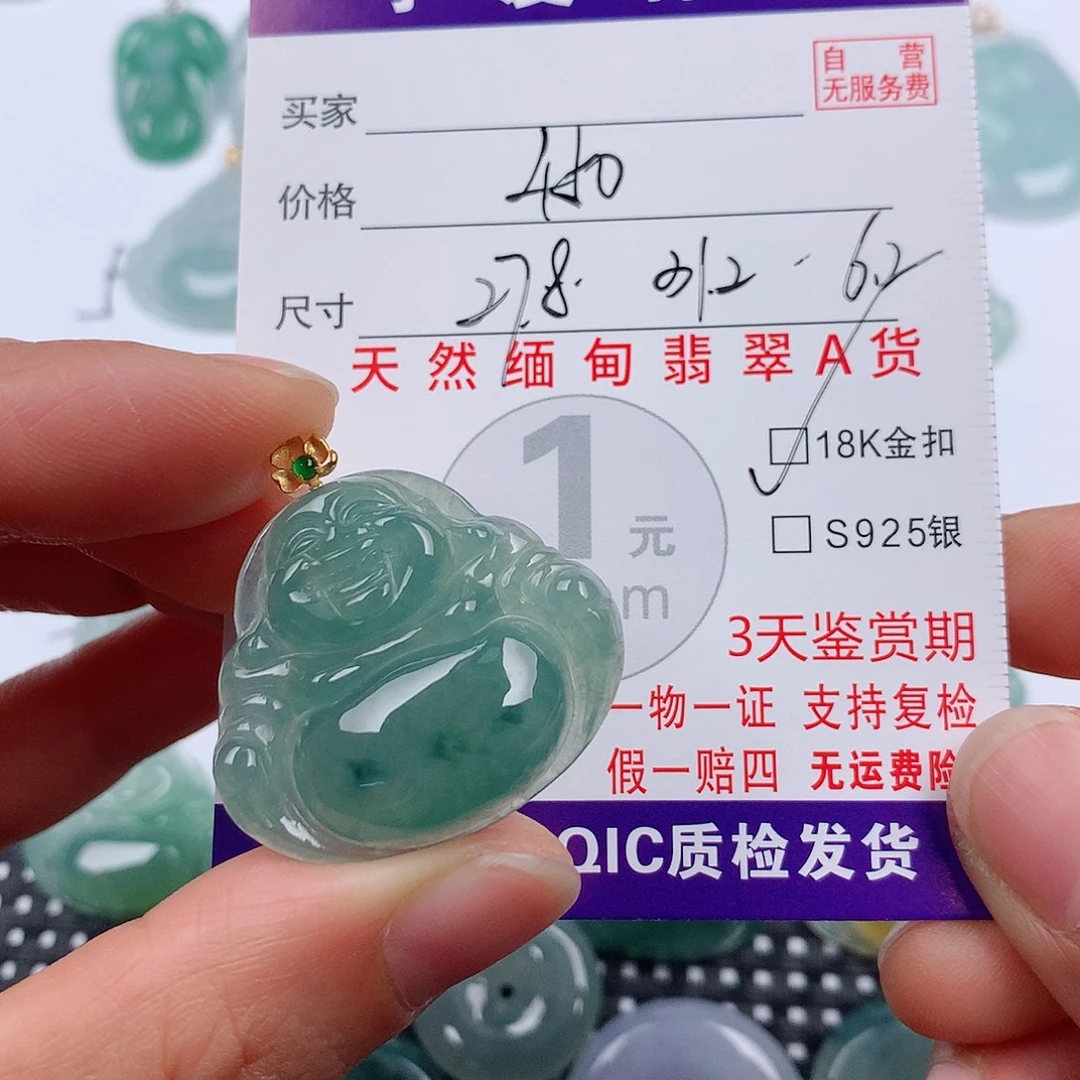 自 营
无服务费
买家
价格
尺寸 27.8. 31.2 . 6.2
天然缅甸翡翠A货
1
元
m
18K金扣
S925银
3天鉴赏期
一物一证 支持复检
假一赔四 无运费险
QIC质检发货